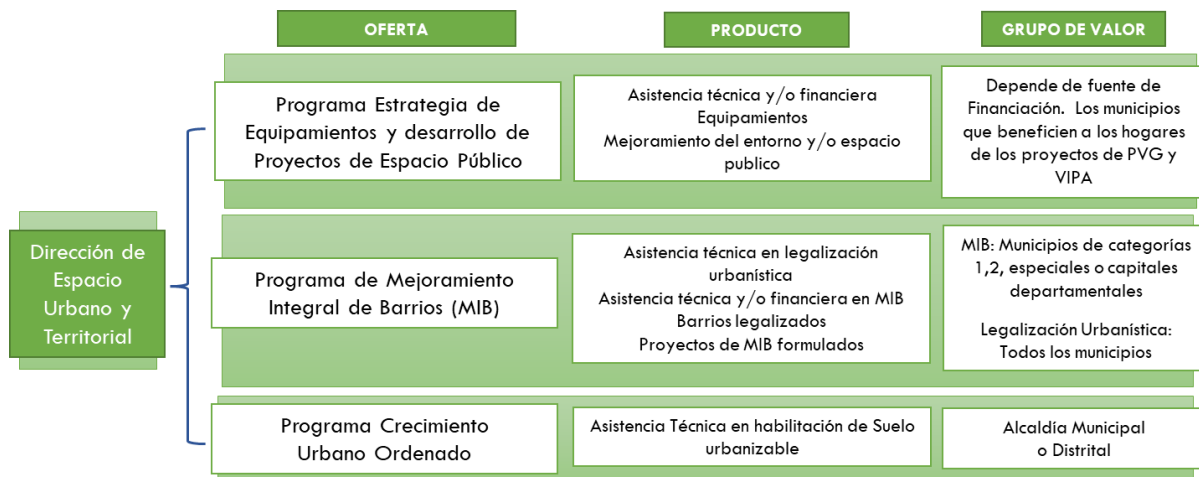 OFERTA
PRODUCTO
GRUPO DE VALOR
Dirección de
Espacio
Urbano y
Territorial
Programa Estrategia de
Equipamientos y desarrollo de
Proyectos de Espacio Público
Asistencia técnica y/o financiera
Equipamientos
Mejoramiento del entorno y/o espacio
publico
Depende de fuente de
Financiación. Los municipios
que beneficien a los hogares
de los proyectos de PVG y
VIPA
Programa de Mejoramiento
Integral de Barrios (MIB)
Asistencia técnica en legalización
urbanística
Asistencia técnica y/o financiera en MIB
Barrios legalizados
Proyectos de MIB formulados
MIB: Municipios de categorías
1,2, especiales o capitales
departamentales
Legalización Urbanística:
Todos los municipios
Programa Crecimiento
Urbano Ordenado
Asistencia Técnica en habilitación de Suelo
urbanizable
Alcaldía Municipal
o Distrital